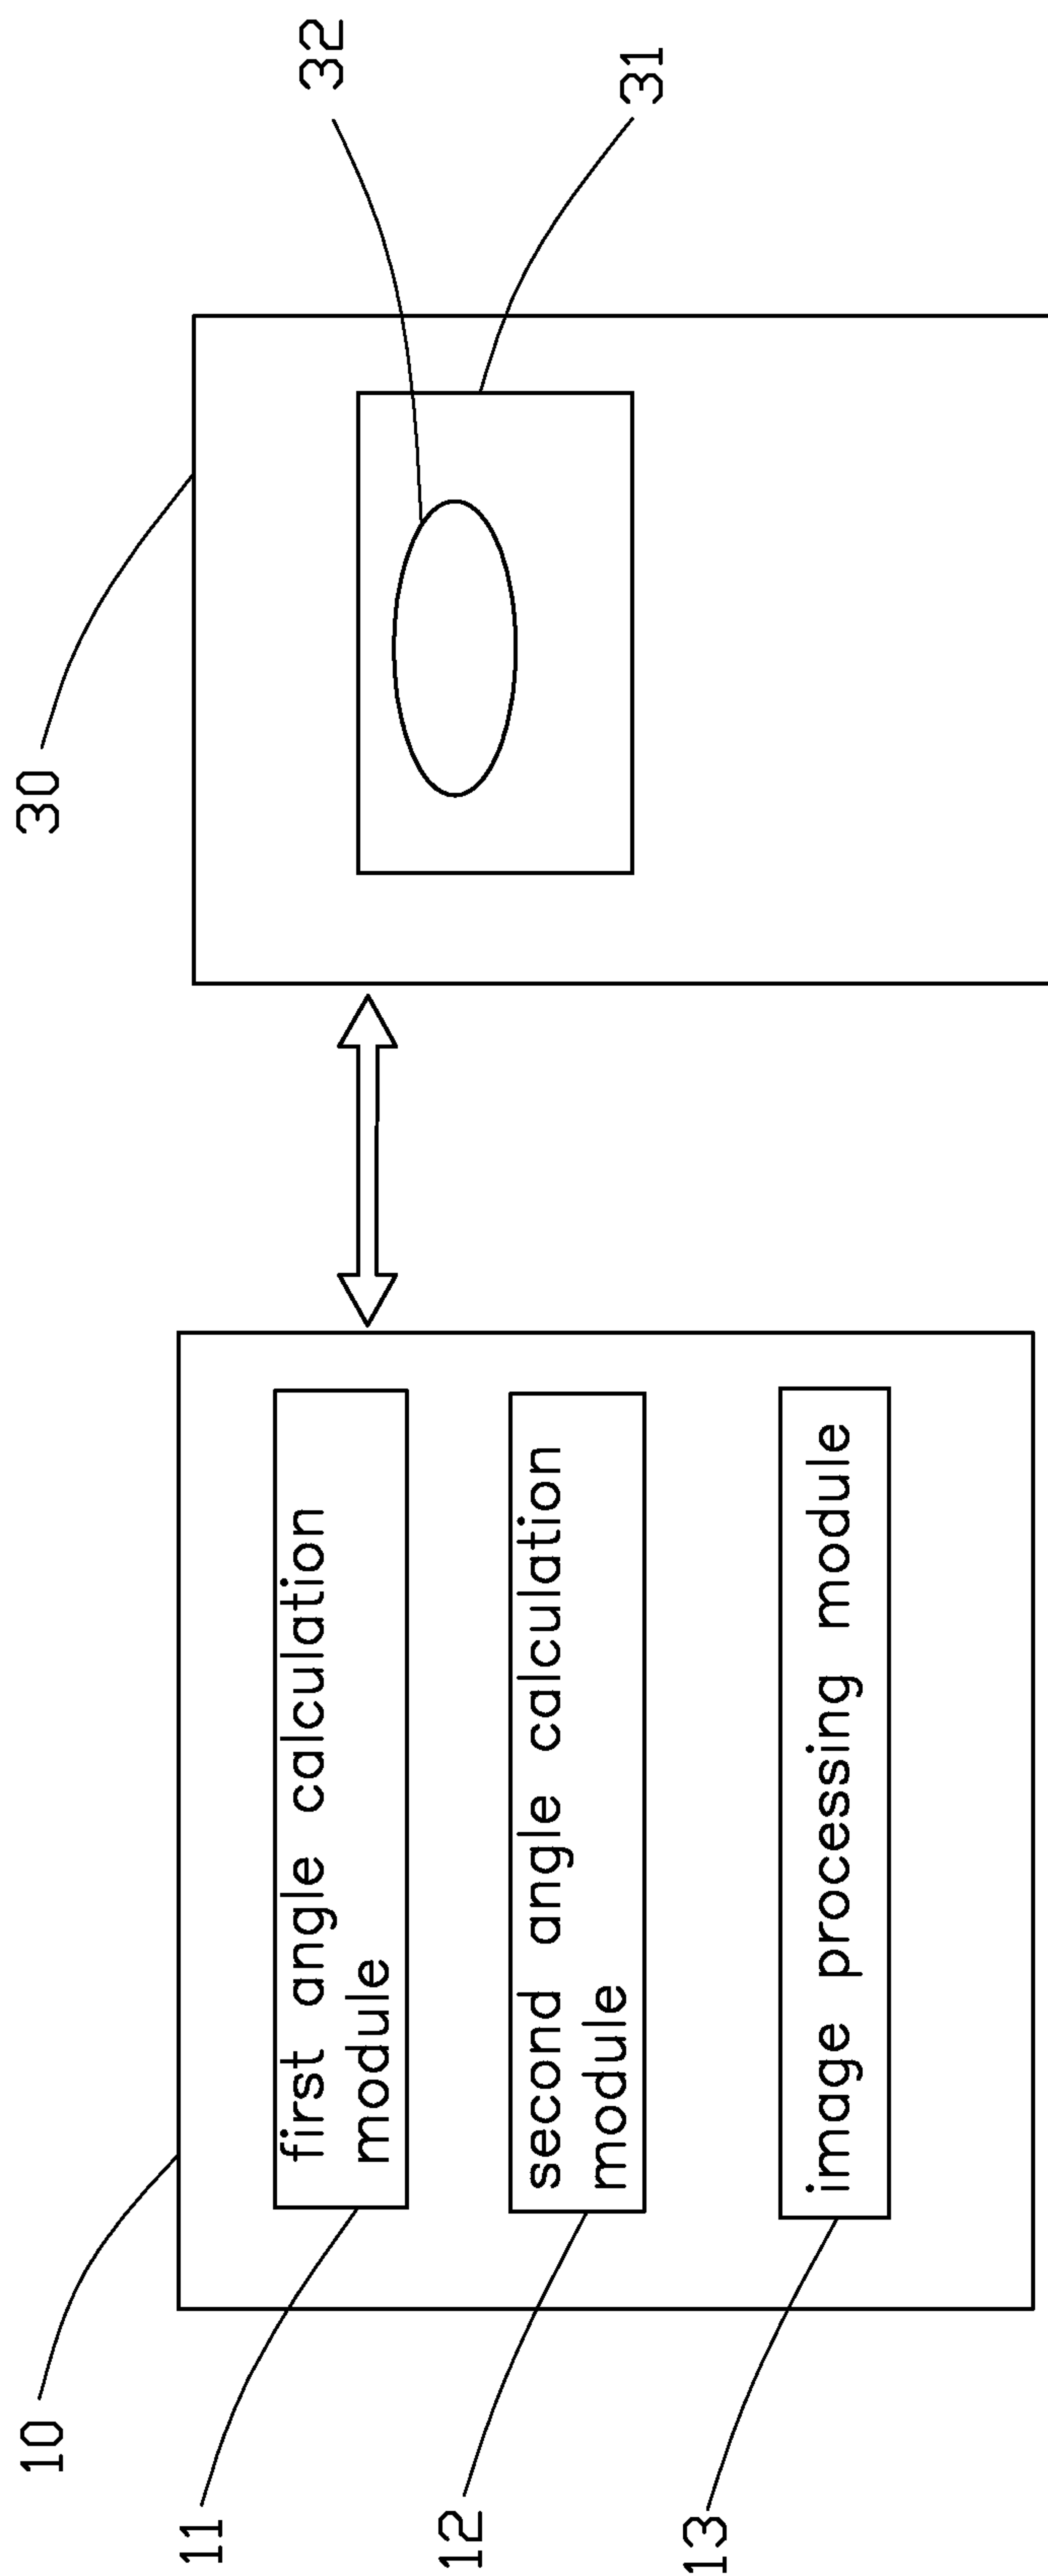 10
11
first angle calculation
module
12
second angle calculation
module
13
image processing module
30
32
31